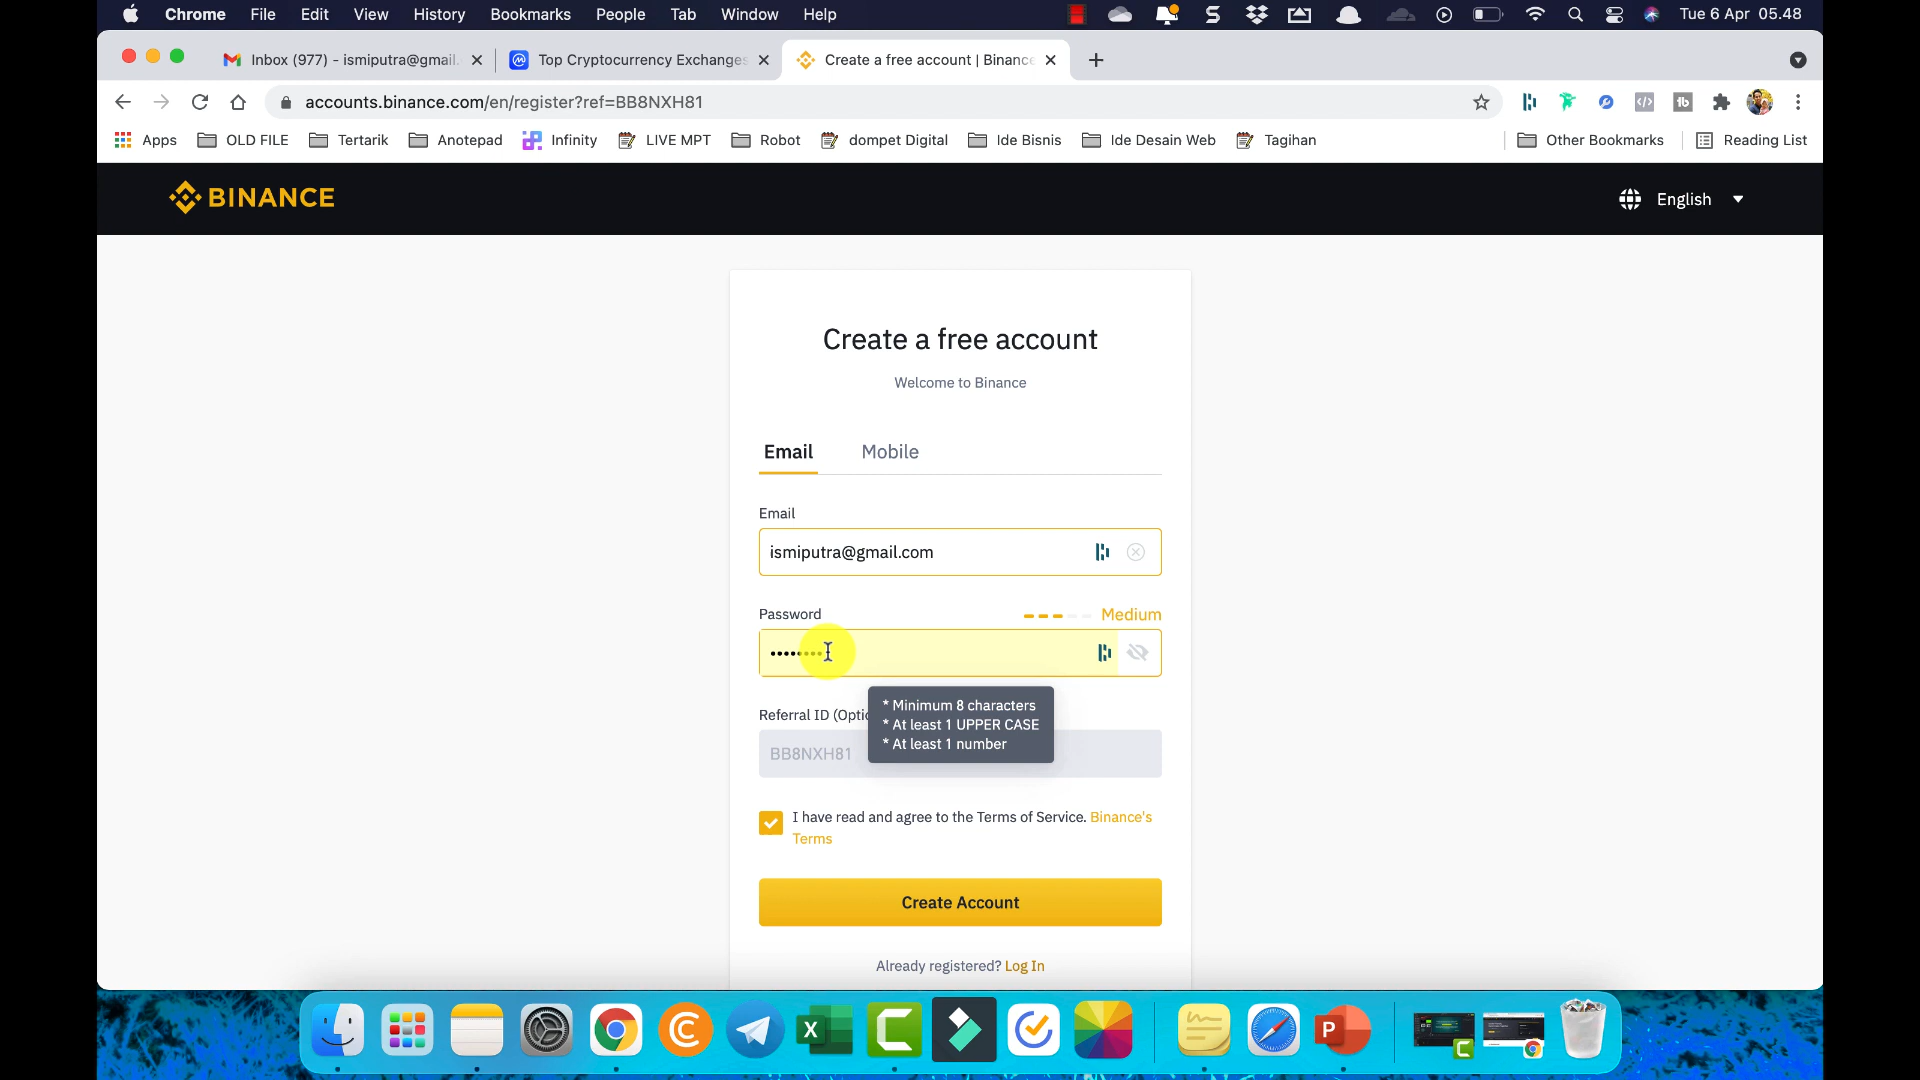 Chrome File Edit View History Bookmarks People Tab Window Help Tue 6 Apr 05.48
Inbox (977) - ismiputra@gmail. Top Cryptocurrency Exchanges Create a free account | Binance
accounts.binance.com/en/register?ref=BB8NXH81
Apps OLD FILE Tertarik Anotepad Infinity LIVE MPT Robot dompet Digital Ide Bisnis Ide Desain Web Tagihan Other Bookmarks Reading List
BINANCE English
Create a free account
Welcome to Binance
Email Mobile
Email
ismiputra@gmail.com
Password Medium
* Minimum 8 characters
Referral ID (Optio
* At least 1 UPPER CASE
* At least 1 number
BB8NXH81
I have read and agree to the Terms of Service. Binance's
Terms
Create Account
Already registered? Log In